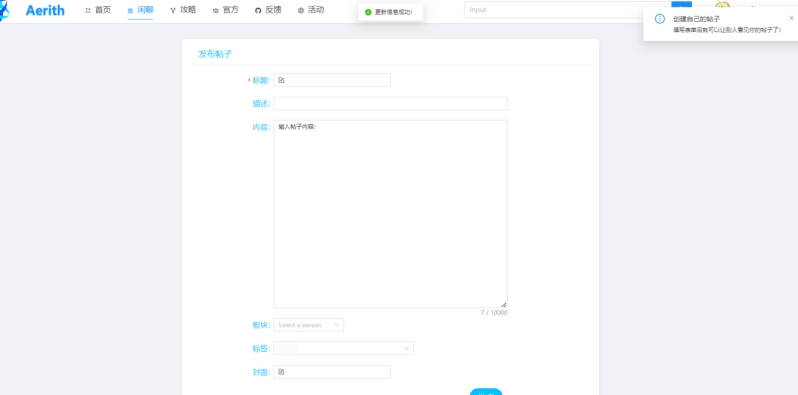 Aerith
首页
闲聊
攻略
官方
反馈
活动
更新信息成功!
Input
创建自己的帖子
填写表单后就可以让别人看见你的帖子了!
发布帖子
* 标题:
描述:
内容:
输入帖子内容:
7 / 10000
板块:
Select a person
标签:
封面: